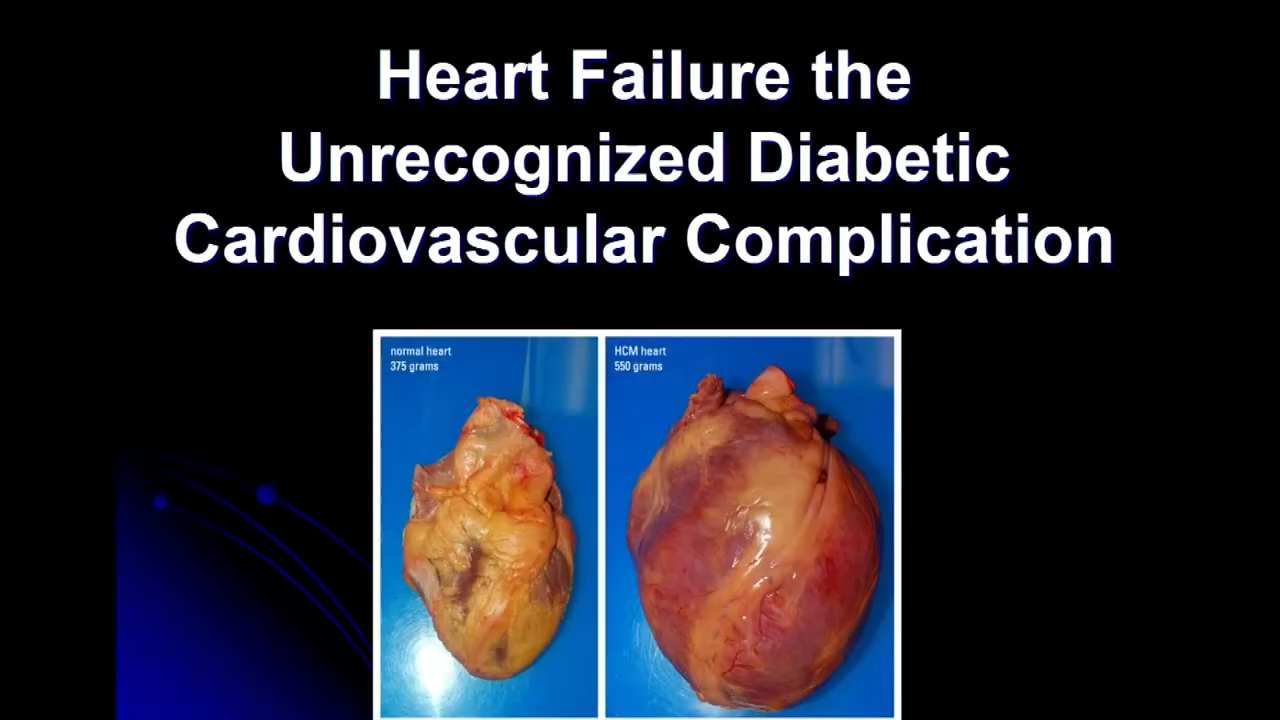 Heart Failure the
Unrecognized Diabetic
Cardiovascular Complication
normal heart
375 grams
HCM heart
550 grams